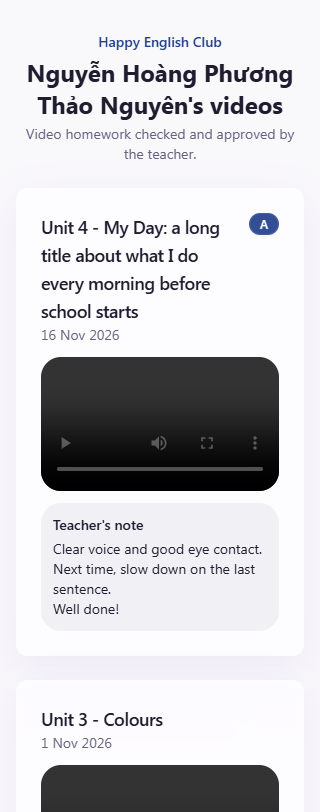 Happy English Club
Nguyễn Hoàng Phương
Thảo Nguyên's videos
Video homework checked and approved by
the teacher.
Unit 4 - My Day: a long
title about what I do
every morning before
school starts
A
16 Nov 2026
Teacher's note
Clear voice and good eye contact.
Next time, slow down on the last
sentence.
Well done!
Unit 3 - Colours
1 Nov 2026